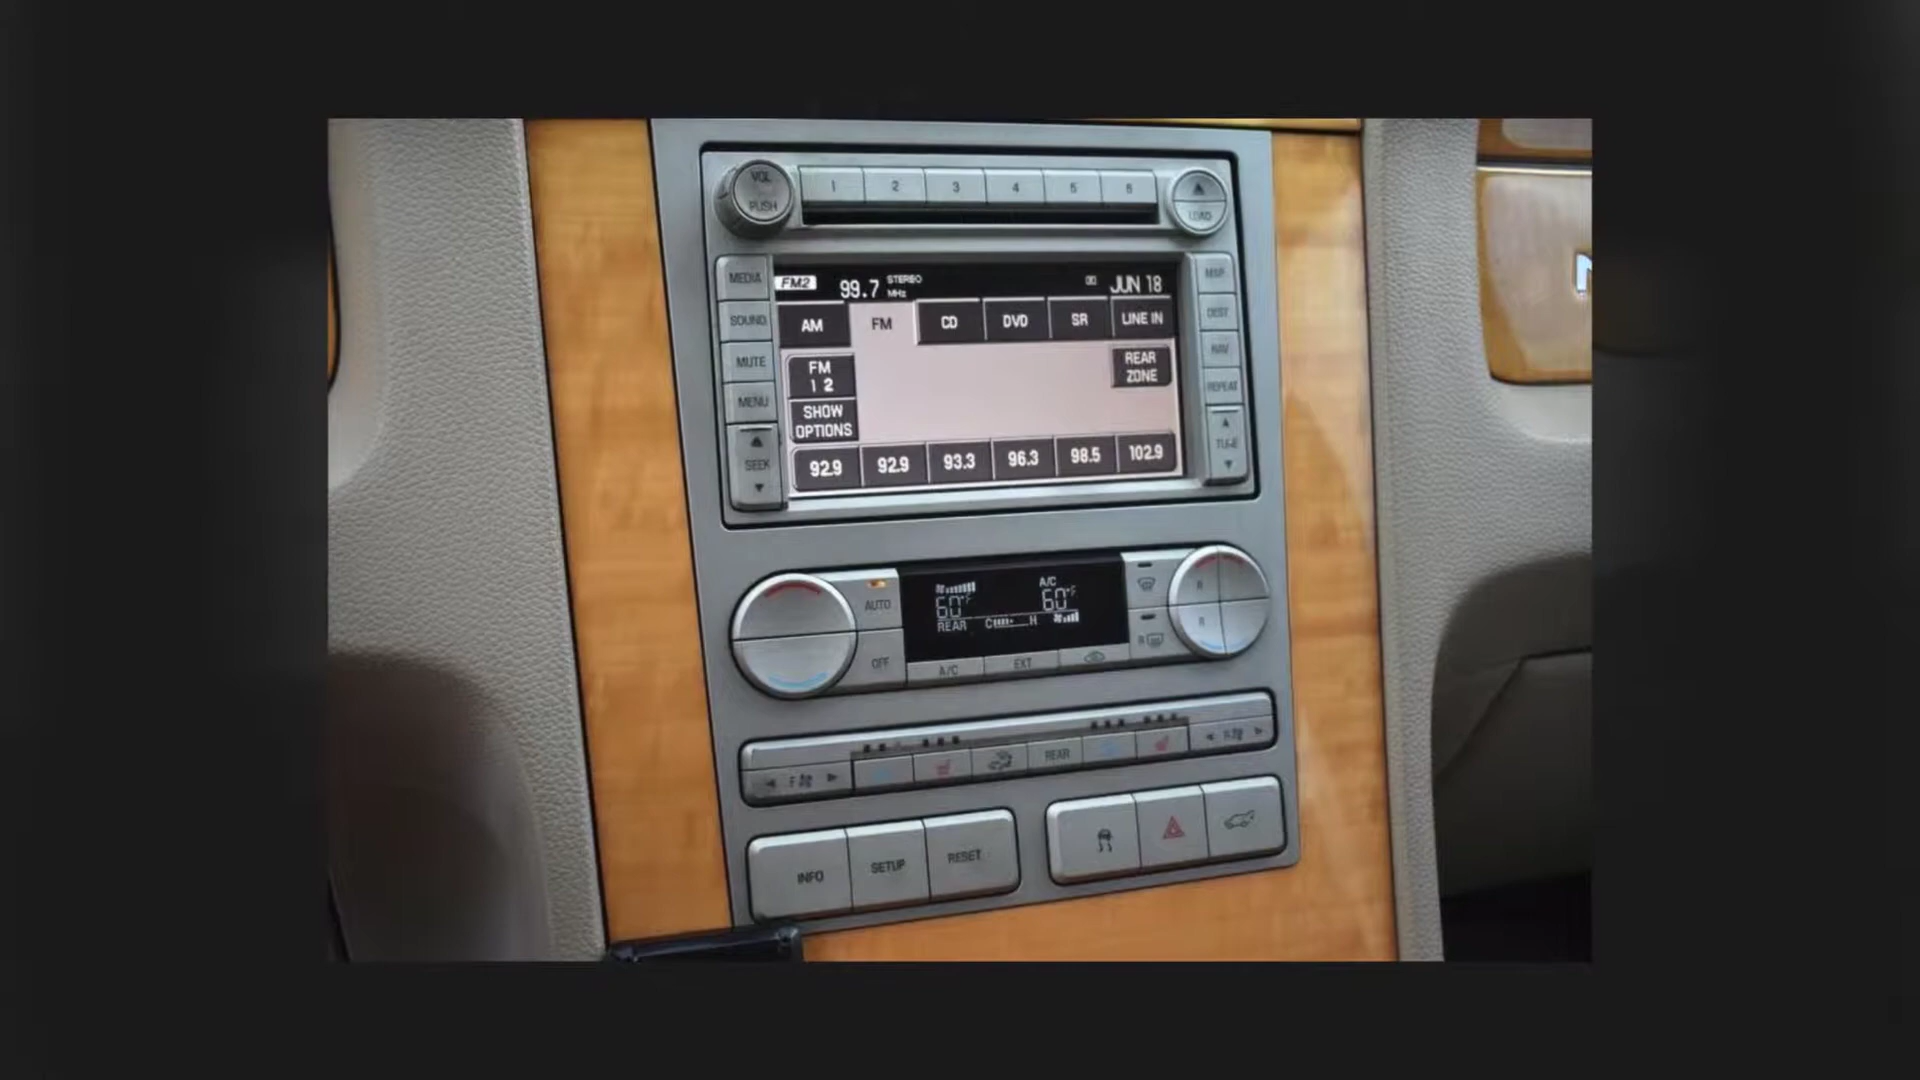 VOL
PUSH
1 2 3 4 5 6
LOAD
MEDIA
SOUND
MUTE
MENU
SEEK
FM2 99.7 STEREO MHz JUN 18
AM FM CD DVD SR LINE IN
FM
1 2
REAR
ZONE
SHOW
OPTIONS
92.9 92.9 93.3 96.3 98.5 102.9
MAP
DEST
NAV
REPEAT
TUNE
AUTO
OFF
A/C
60°F 60°F
REAR C H
A/C EXT
R
R
R
F REAR R
INFO SETUP RESET